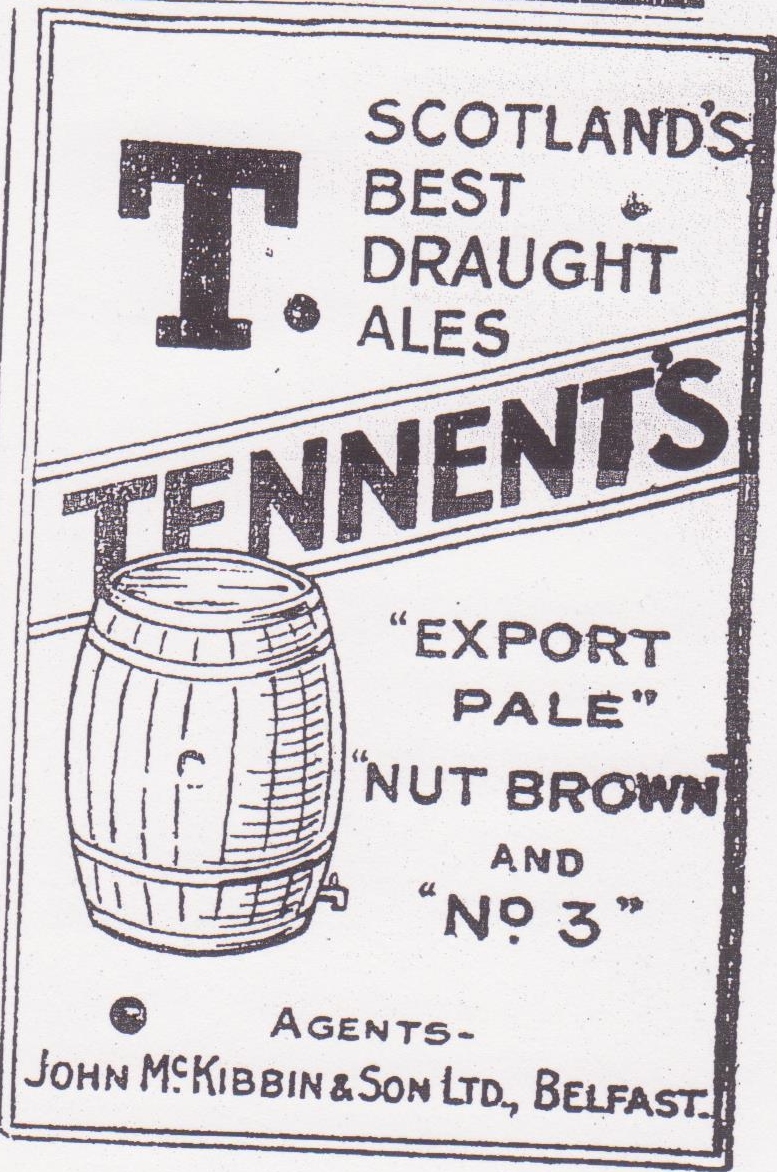 T.
SCOTLAND'S
BEST
DRAUGHT
ALES
TENNENT'S
"EXPORT
PALE"
"NUT BROWN"
AND
"No 3"
AGENTS-
JOHN McKIBBIN & SON LTD., BELFAST.